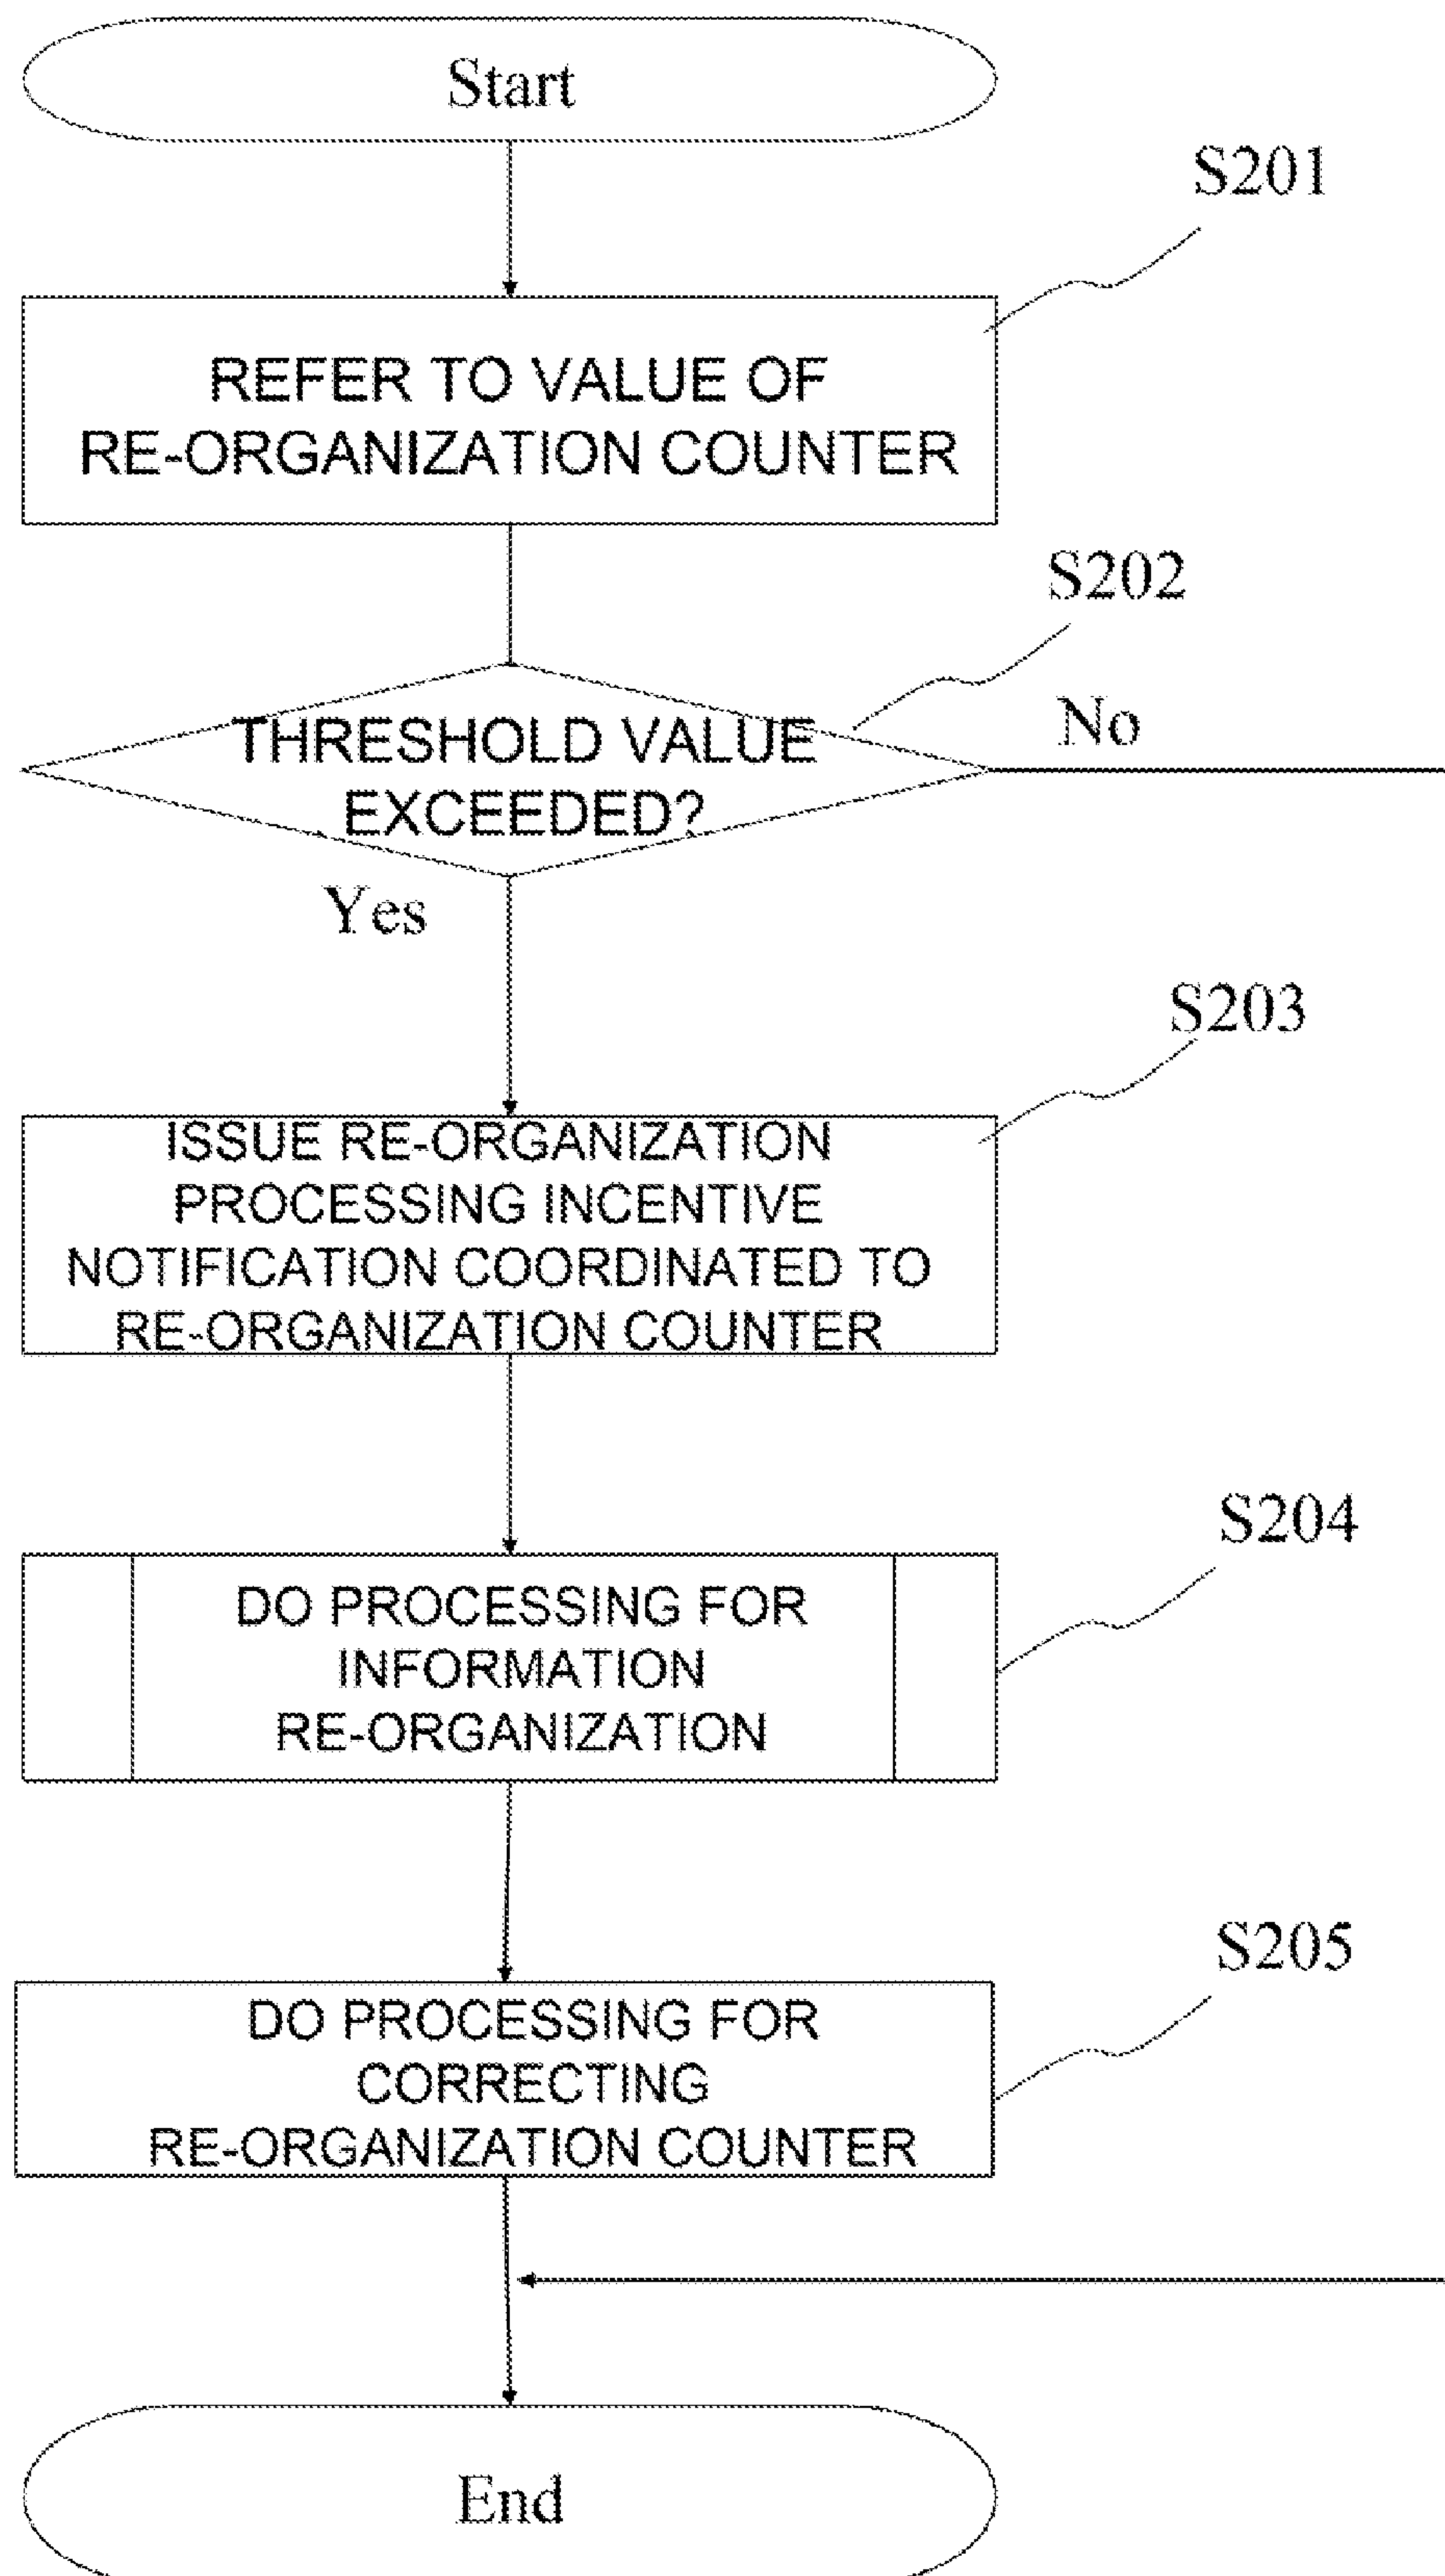 Start
S201
REFER TO VALUE OF
RE-ORGANIZATION COUNTER
S202
THRESHOLD VALUE
EXCEEDED?
No
Yes
S203
ISSUE RE-ORGANIZATION
PROCESSING INCENTIVE
NOTIFICATION COORDINATED TO
RE-ORGANIZATION COUNTER
S204
DO PROCESSING FOR
INFORMATION
RE-ORGANIZATION
S205
DO PROCESSING FOR
CORRECTING
RE-ORGANIZATION COUNTER
End